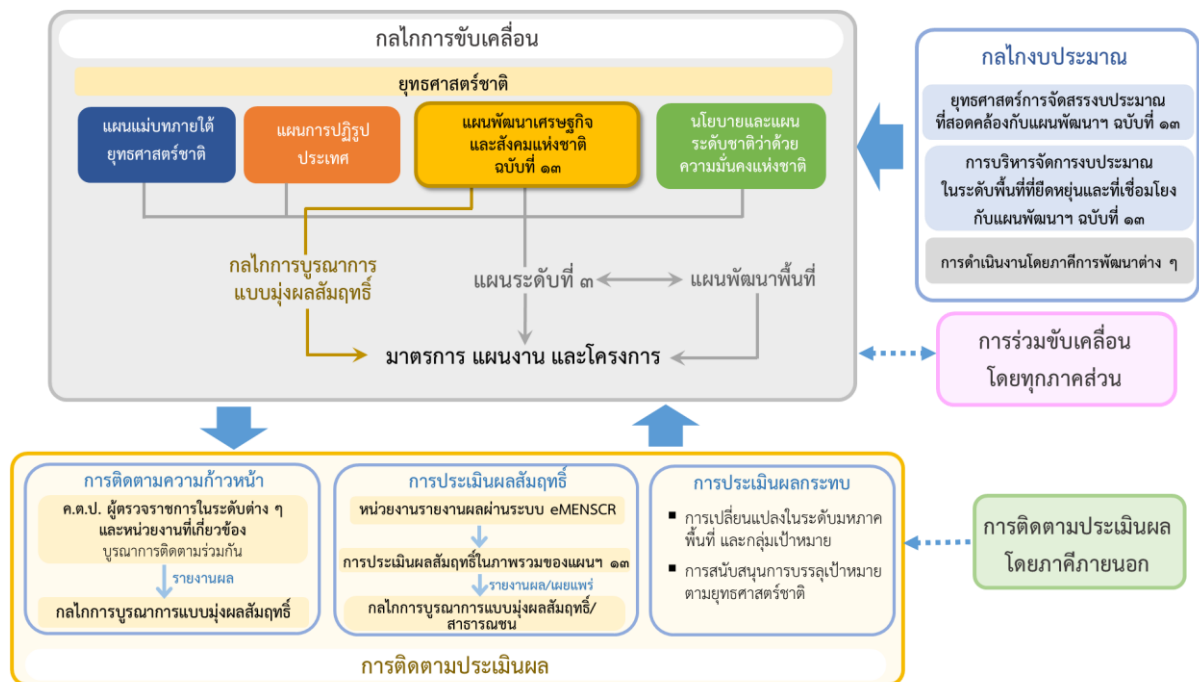 กลไกการขับเคลื่อน
ยุทธศาสตร์ชาติ
แผนแม่บทภายใต้
ยุทธศาสตร์ชาติ
แผนการปฏิรูป
ประเทศ
แผนพัฒนาเศรษฐกิจ
และสังคมแห่งชาติ
ฉบับที่ ๑๓
นโยบายและแผน
ระดับชาติว่าด้วย
ความมั่นคงแห่งชาติ
กลไกการบูรณาการ
แบบมุ่งผลสัมฤทธิ์
แผนระดับที่ ๓
แผนพัฒนาพื้นที่
มาตรการ แผนงาน และโครงการ
กลไกงบประมาณ
ยุทธศาสตร์การจัดสรรงบประมาณ
ที่สอดคล้องกับแผนพัฒนาฯ ฉบับที่ ๑๓
การบริหารจัดการงบประมาณ
ในระดับพื้นที่ที่ยืดหยุ่นและที่เชื่อมโยง
กับแผนพัฒนาฯ ฉบับที่ ๑๓
การดำเนินงานโดยภาคีการพัฒนาต่าง ๆ
การร่วมขับเคลื่อน
โดยทุกภาคส่วน
การติดตามความก้าวหน้า
ค.ต.ป. ผู้ตรวจราชการในระดับต่าง ๆ
และหน่วยงานที่เกี่ยวข้อง
บูรณาการติดตามร่วมกัน
รายงานผล
กลไกการบูรณาการแบบมุ่งผลสัมฤทธิ์
การประเมินผลสัมฤทธิ์
หน่วยงานรายงานผลผ่านระบบ eMENSCR
การประเมินผลสัมฤทธิ์ในภาพรวมของแผนฯ ๑๓
รายงานผล/เผยแพร่
กลไกการบูรณาการแบบมุ่งผลสัมฤทธิ์/
สาธารณชน
การประเมินผลกระทบ
▪ การเปลี่ยนแปลงในระดับมหภาค
พื้นที่ และกลุ่มเป้าหมาย
▪ การสนับสนุนการบรรลุเป้าหมาย
ตามยุทธศาสตร์ชาติ
การติดตามประเมินผล
การติดตามประเมินผล
โดยภาคีภายนอก